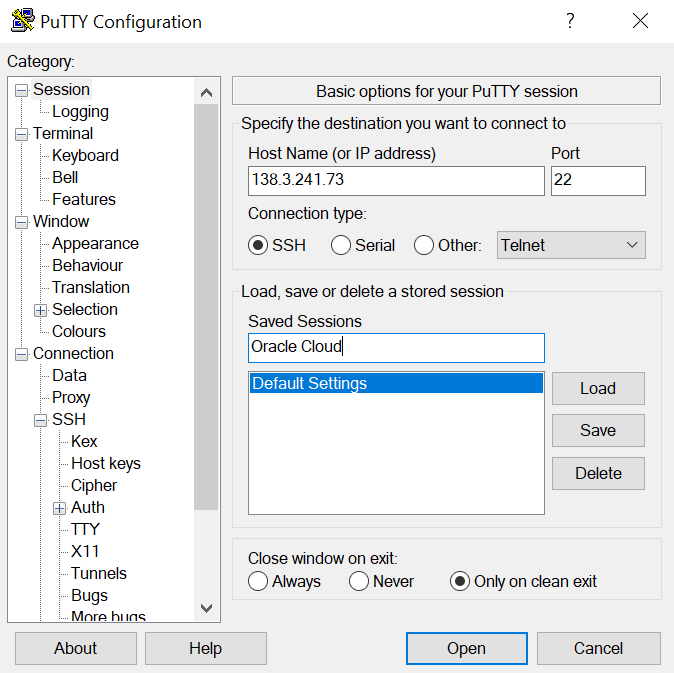 PuTTY Configuration
?
Category:
Session
Logging
Terminal
Keyboard
Bell
Features
Window
Appearance
Behaviour
Translation
Selection
Colours
Connection
Data
Proxy
SSH
Kex
Host keys
Cipher
Auth
TTY
X11
Tunnels
Bugs
More bugs
Basic options for your PuTTY session
Specify the destination you want to connect to
Host Name (or IP address) Port
138.3.241.73 22
Connection type:
SSH Serial Other: Telnet
Load, save or delete a stored session
Saved Sessions
Oracle Cloud
Default Settings
Load
Save
Delete
Close window on exit:
Always Never Only on clean exit
About Help Open Cancel